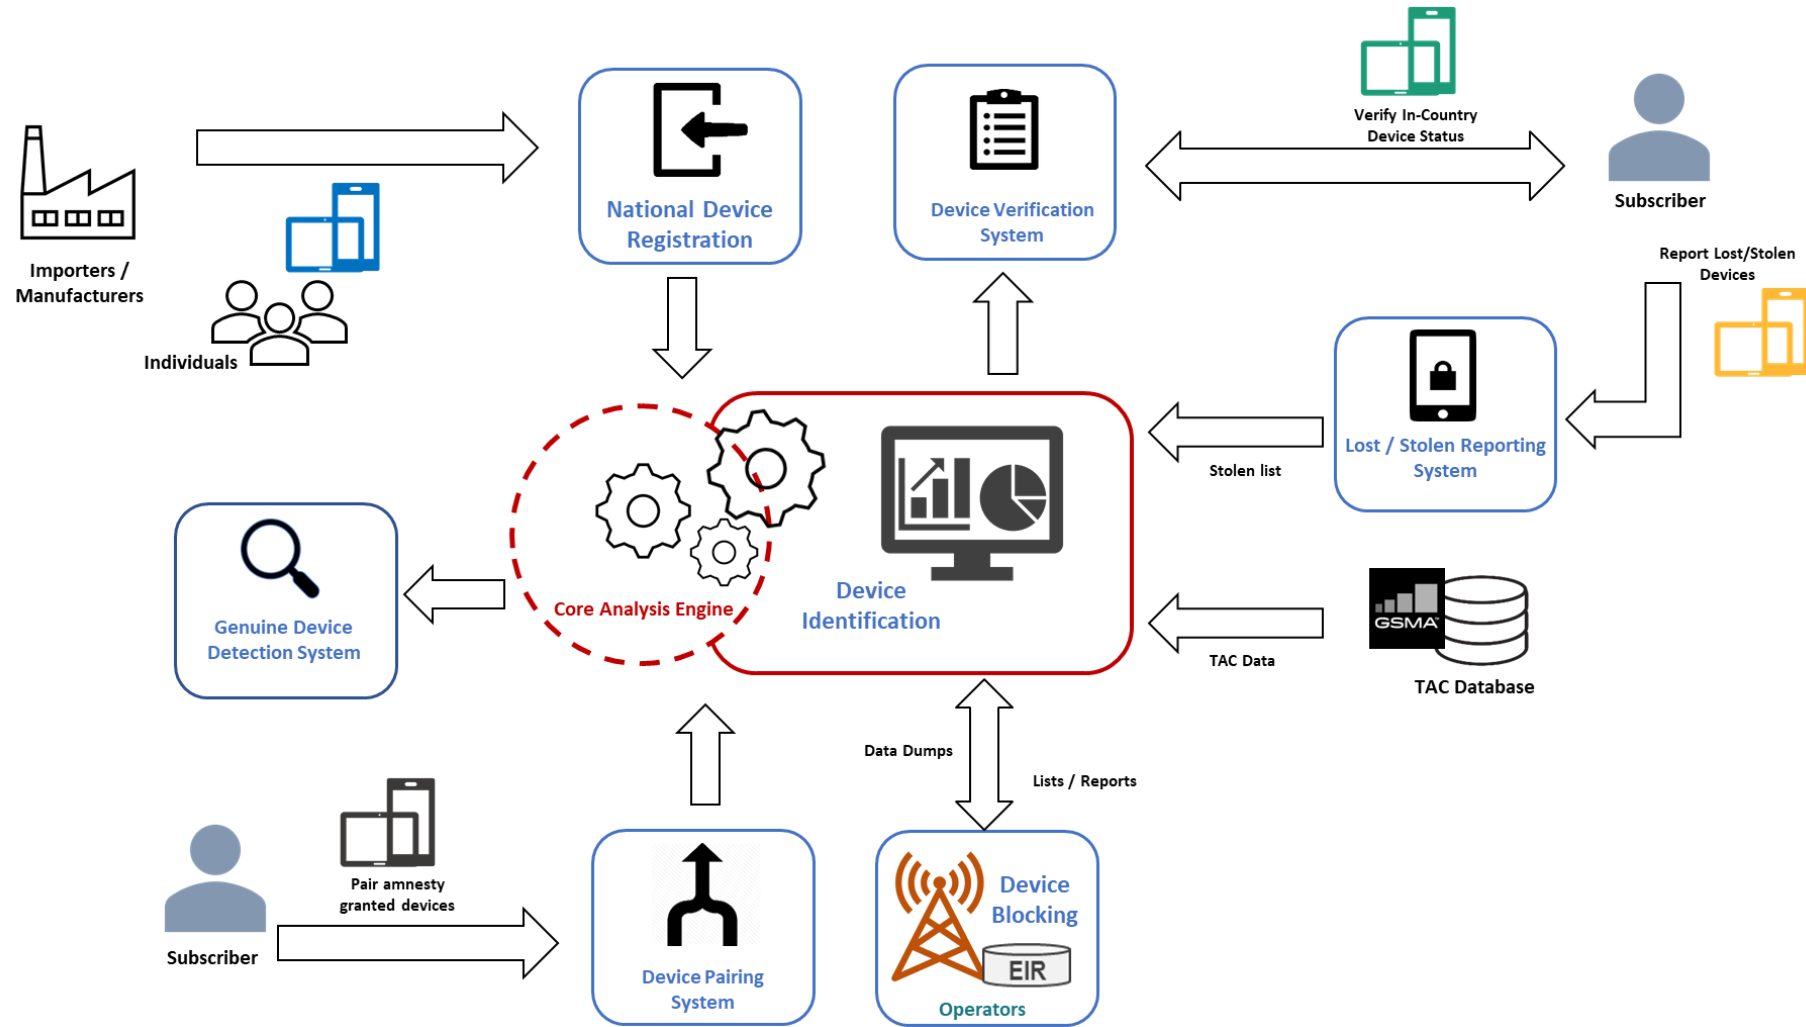 Verify In-Country
Device Status
Subscriber
National Device
Registration
Device Verification
System
Importers /
Manufacturers
Individuals
Report Lost/Stolen
Devices
Lost / Stolen Reporting
System
Stolen list
Core Analysis Engine
Device
Identification
Genuine Device
Detection System
GSMA™
TAC Data
TAC Database
Data Dumps
Lists / Reports
Pair amnesty
granted devices
Subscriber
Device Pairing
System
Device
Blocking
EIR
Operators